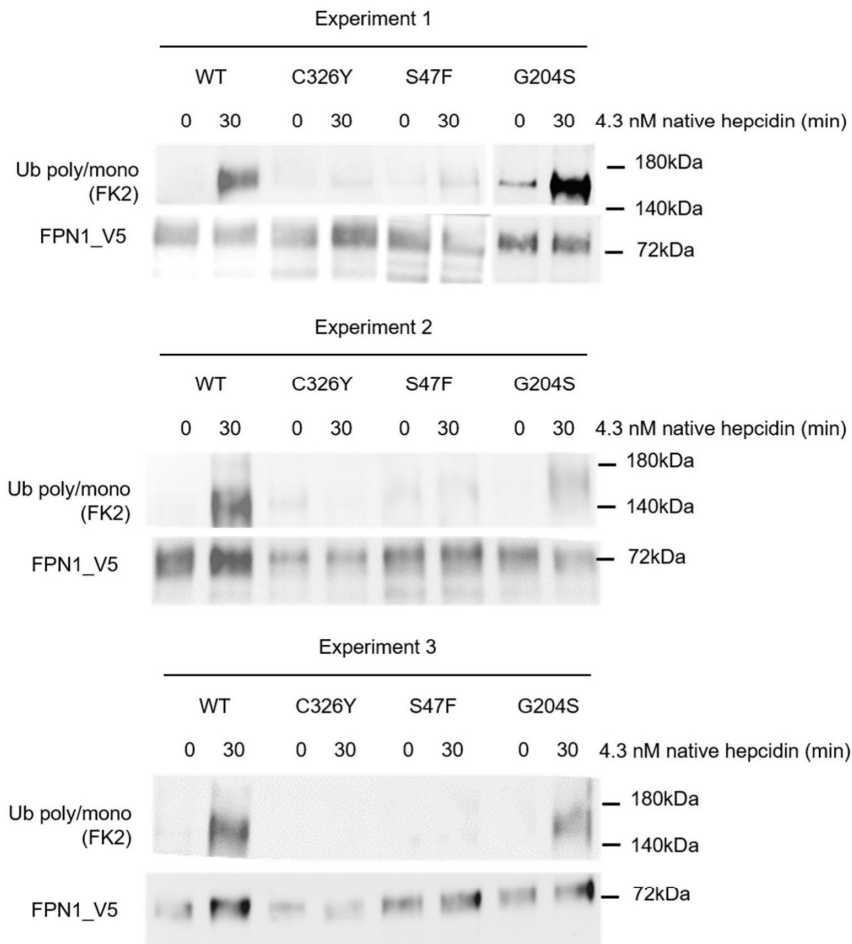 Experiment 1
WT C326Y S47F G204S
0 30 0 30 0 30 0 30 4.3 nM native hepcidin (min)
Ub poly/mono
(FK2)
180kDa
140kDa
FPN1_V5
72kDa
Experiment 2
WT C326Y S47F G204S
0 30 0 30 0 30 0 30 4.3 nM native hepcidin (min)
180kDa
Ub poly/mono
(FK2)
140kDa
FPN1_V5
72kDa
Experiment 3
WT C326Y S47F G204S
0 30 0 30 0 30 0 30 4.3 nM native hepcidin (min)
180kDa
Ub poly/mono
(FK2)
140kDa
72kDa
FPN1_V5